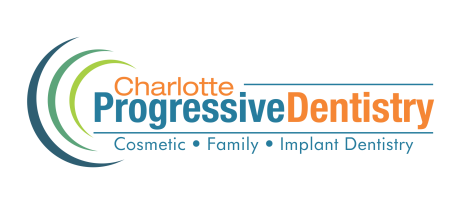 Charlotte
ProgressiveDentistry
Cosmetic • Family • Implant Dentistry